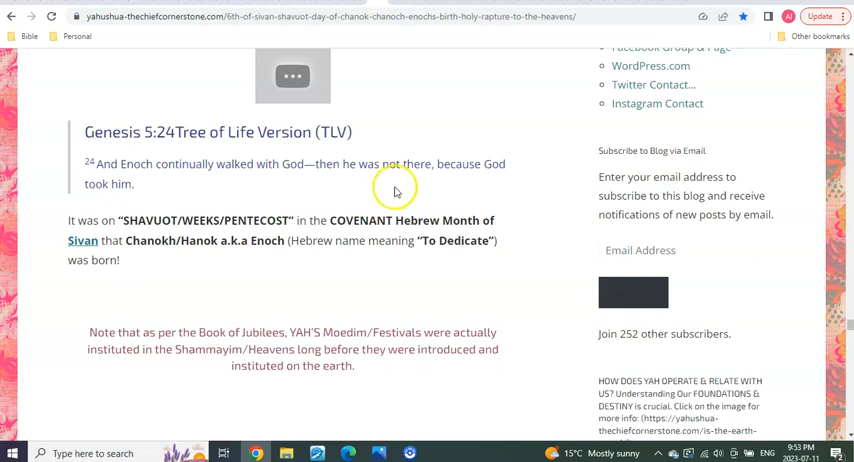 yahushua-thechiefcornerstone.com/6th-of-sivan-shavuot-day-of-chanok-chanoch-enochs-birth-holy-rapture-to-the-heavens/
AI
Update
Bible
Personal
Other bookmarks
Genesis 5:24Tree of Life Version (TLV)
24 And Enoch continually walked with God—then he was not there, because God
took him.
It was on “SHAVUOT/WEEKS/PENTECOST” in the COVENANT Hebrew Month of
Sivan that Chanokh/Hanok a.k.a Enoch (Hebrew name meaning “To Dedicate”)
was born!
Note that as per the Book of Jubilees, YAH’S Moedim/Festivals were actually
instituted in the Shammayim/Heavens long before they were introduced and
instituted on the earth.
Facebook Group & Page
WordPress.com
Twitter Contact…
Instagram Contact
Subscribe to Blog via Email
Enter your email address to
subscribe to this blog and receive
notifications of new posts by email.
Email Address
Join 252 other subscribers.
HOW DOES YAH OPERATE & RELATE WITH
US? Understanding Our FOUNDATIONS &
DESTINY is crucial. Click on the image for
more info: (https://yahushua-
thechiefcornerstone.com/is-the-earth-
Type here to search
15°C Mostly sunny
ENG
9:53 PM
2023-07-11
2